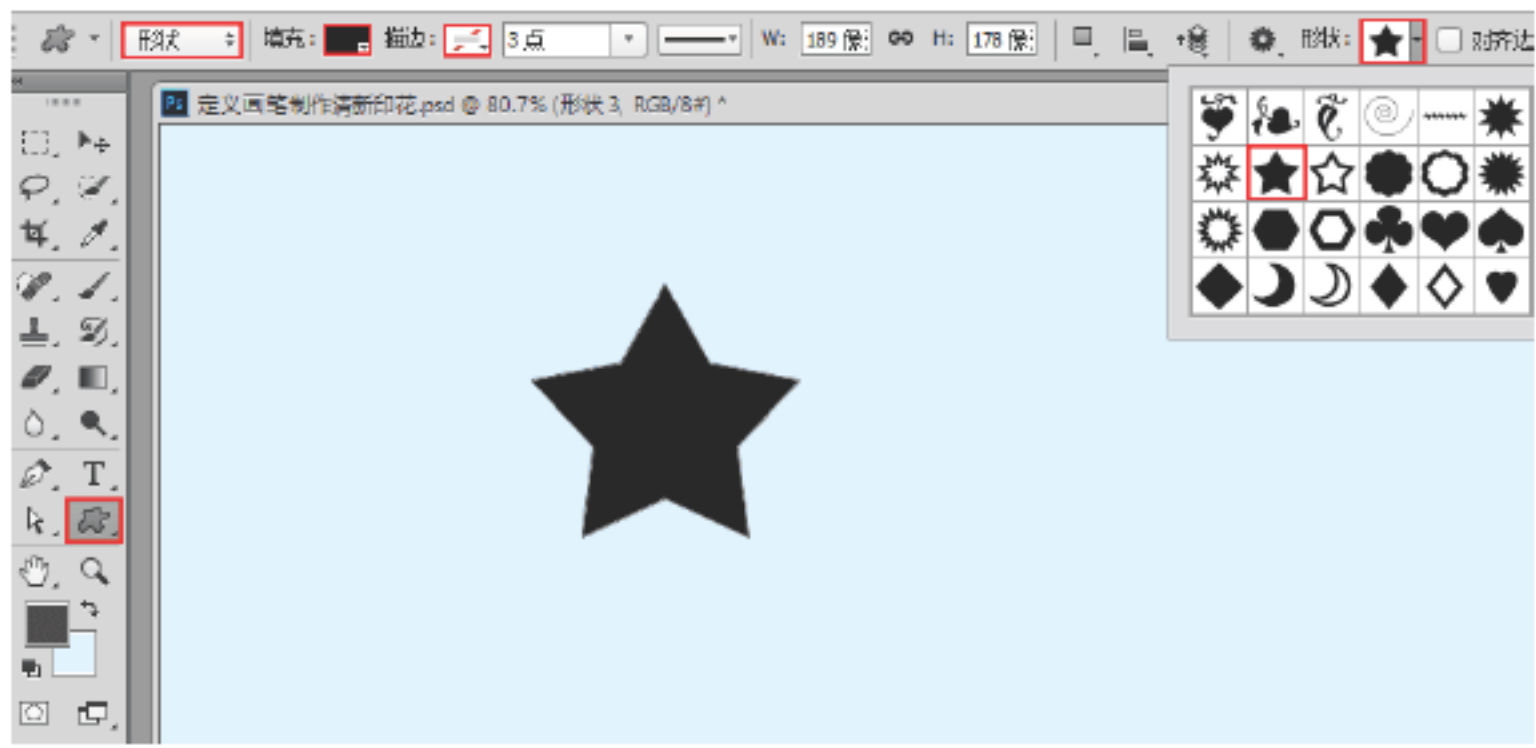 形状 填充: 描边: 3 点 W: 189 像 H: 178 像 形状: 对齐边
Ps 定义画笔制作清新印花.psd @ 80.7% (形状 3, RGB/8#) *
T